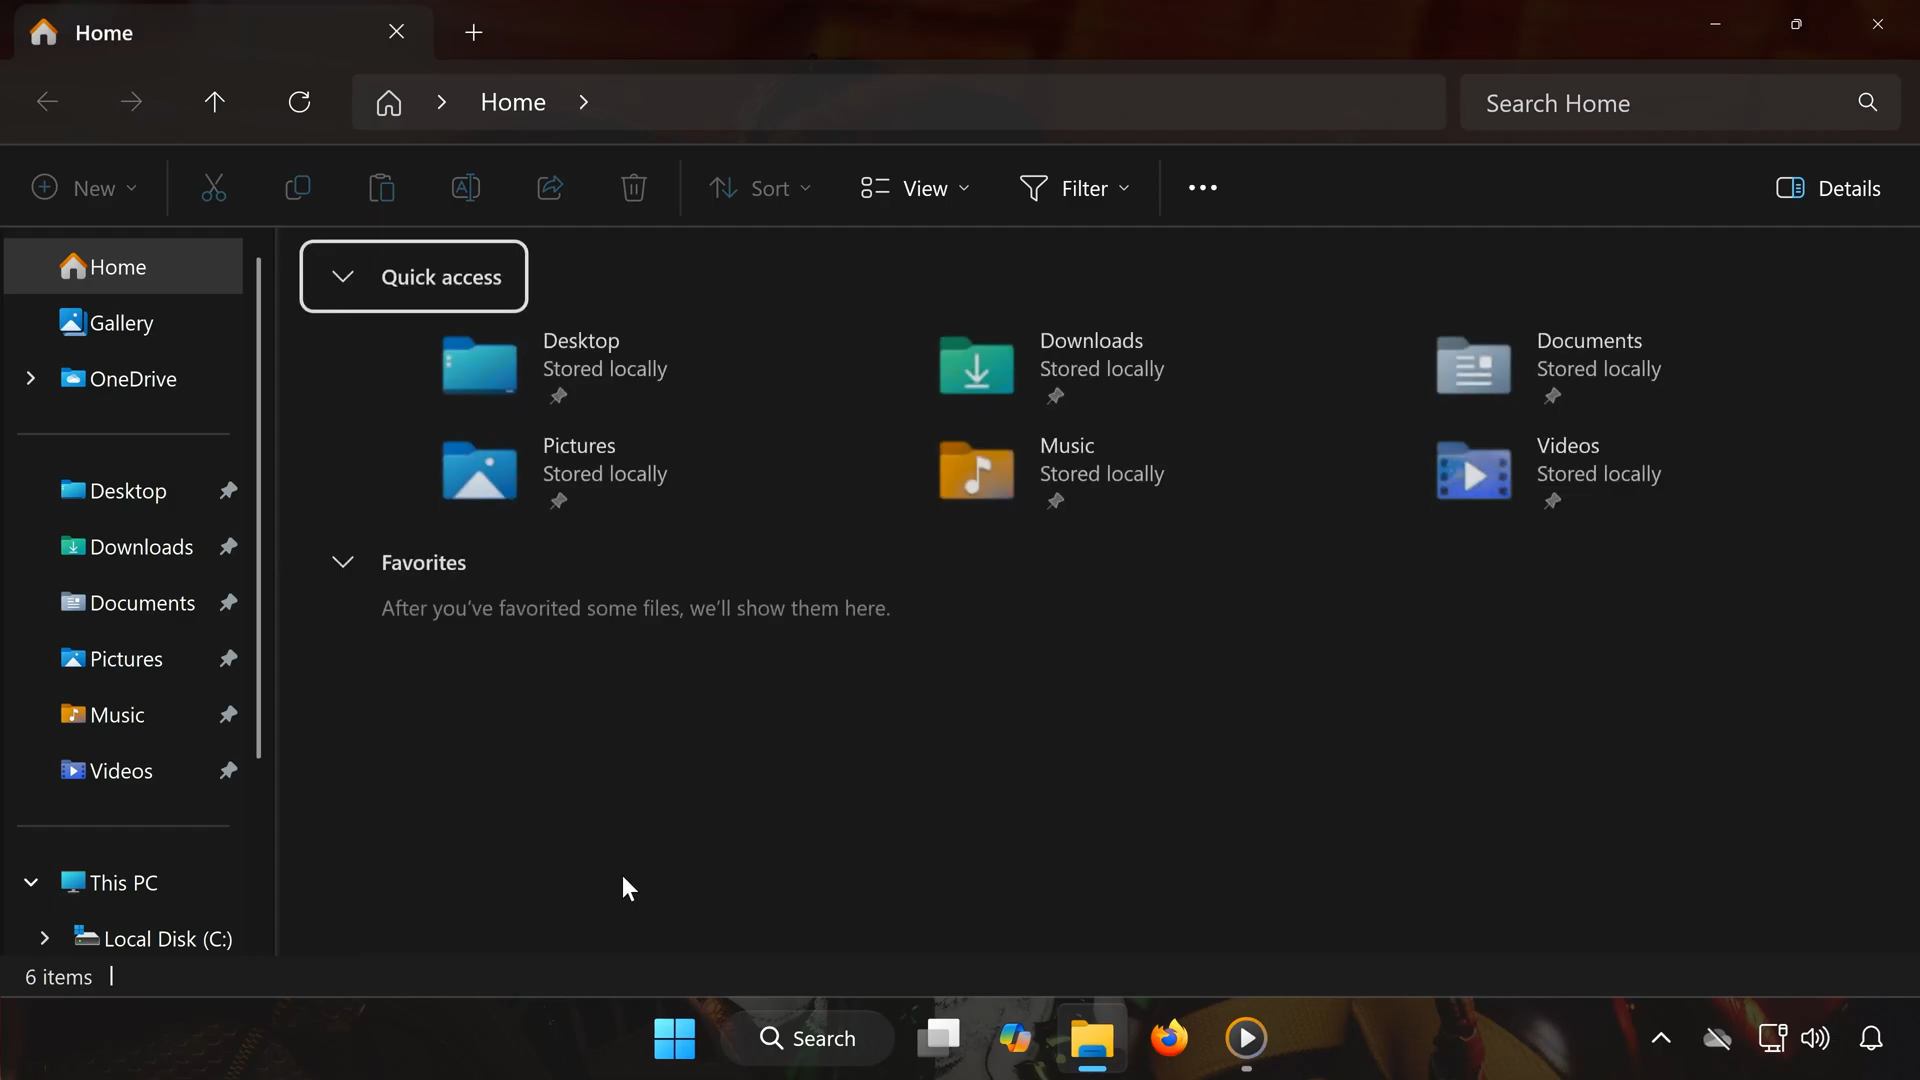 Home
Home
Search Home
New
Sort
View
Filter
Details
Home
Gallery
OneDrive
Desktop
Downloads
Documents
Pictures
Music
Videos
This PC
Local Disk (C:)
Quick access
Desktop
Stored locally
Downloads
Stored locally
Documents
Stored locally
Pictures
Stored locally
Music
Stored locally
Videos
Stored locally
Favorites
After you've favorited some files, we'll show them here.
6 items
Search